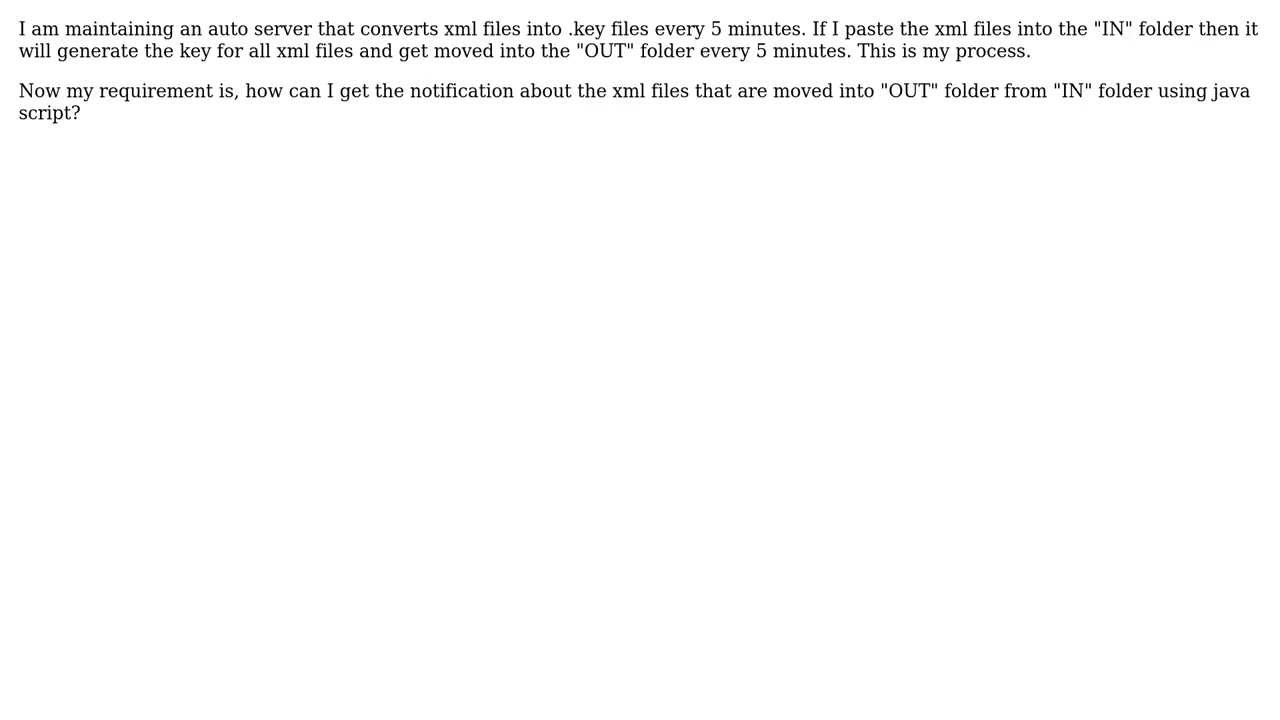 I am maintaining an auto server that converts xml files into .key files every 5 minutes. If I paste the xml files into the "IN" folder then it
will generate the key for all xml files and get moved into the "OUT" folder every 5 minutes. This is my process.
Now my requirement is, how can I get the notification about the xml files that are moved into "OUT" folder from "IN" folder using java
script?